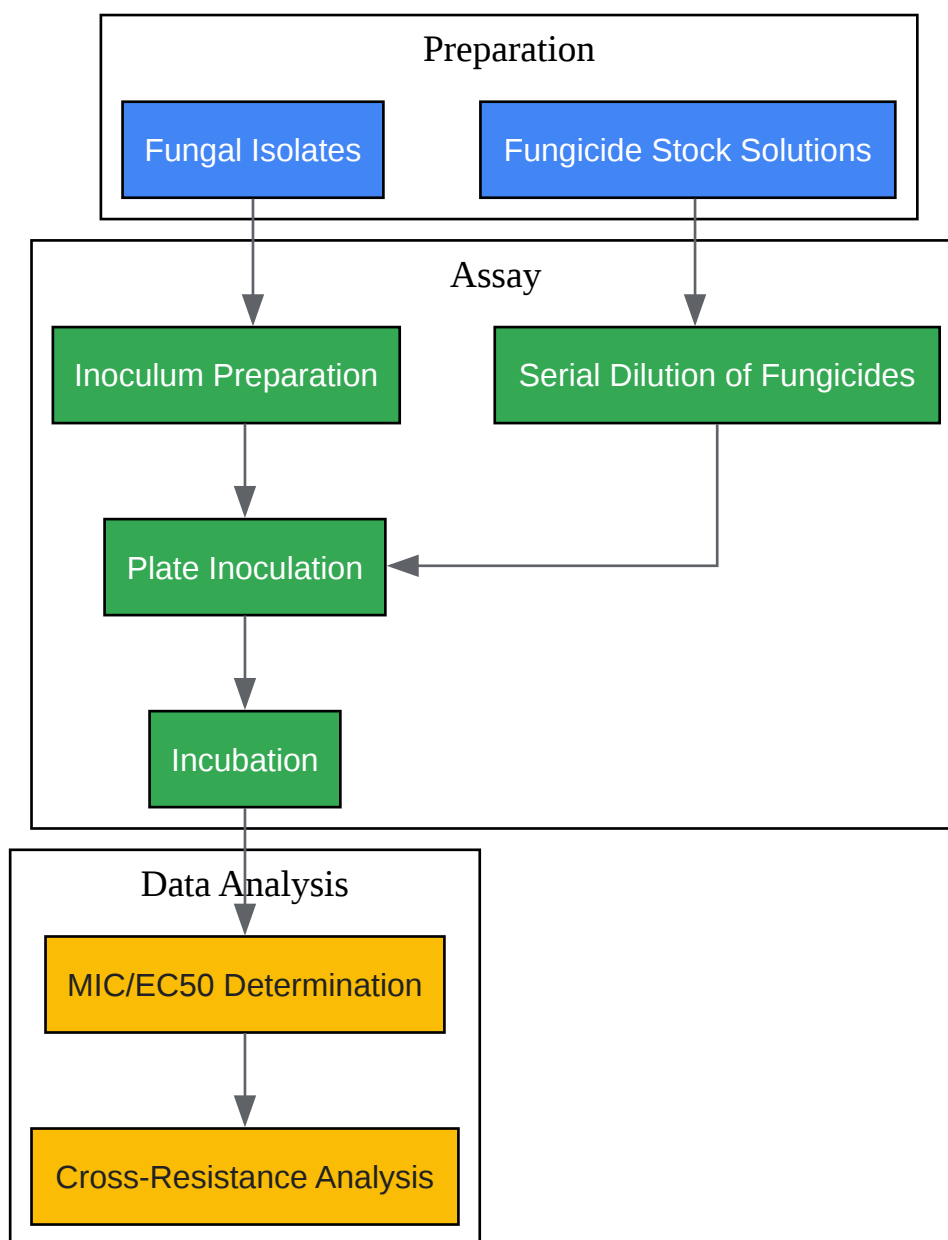 Preparation
Fungal Isolates
Fungicide Stock Solutions
Assay
Inoculum Preparation
Serial Dilution of Fungicides
Plate Inoculation
Incubation
Data Analysis
MIC/EC50 Determination
Cross-Resistance Analysis